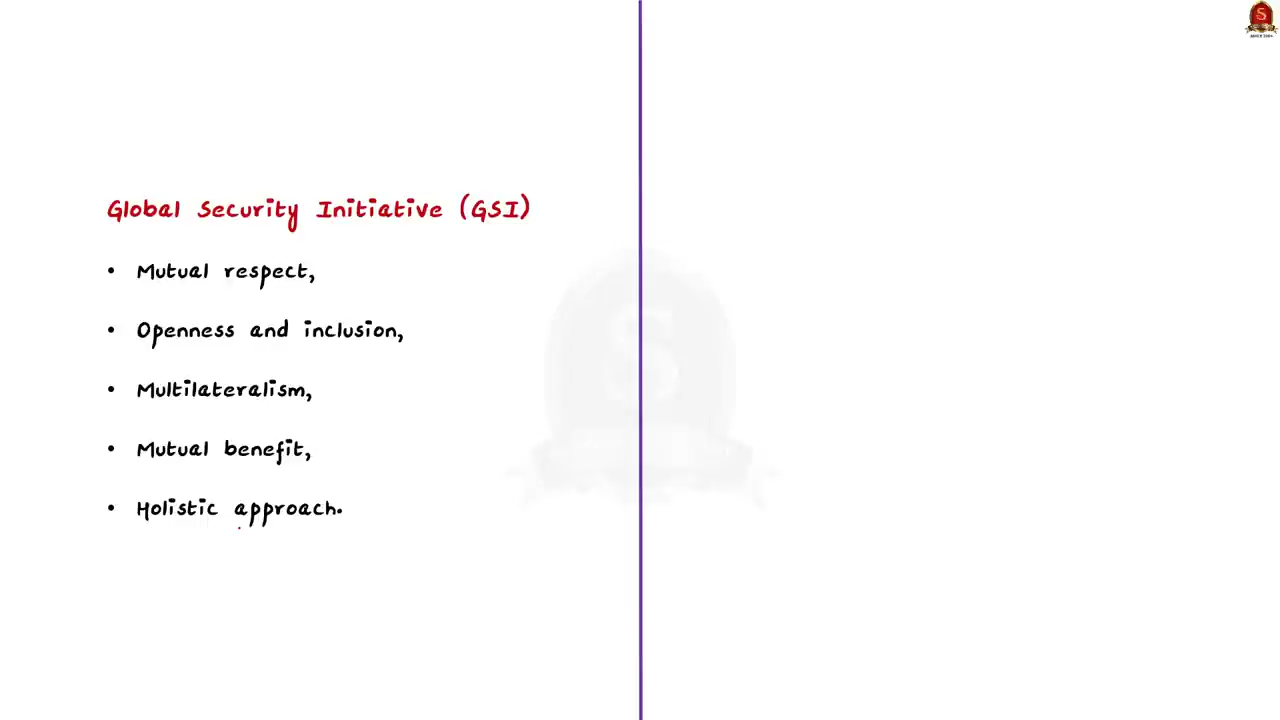 Global Security Initiative (GSI)
• Mutual respect,
• Openness and inclusion,
• Multilateralism,
• Mutual benefit,
• Holistic approach.
S